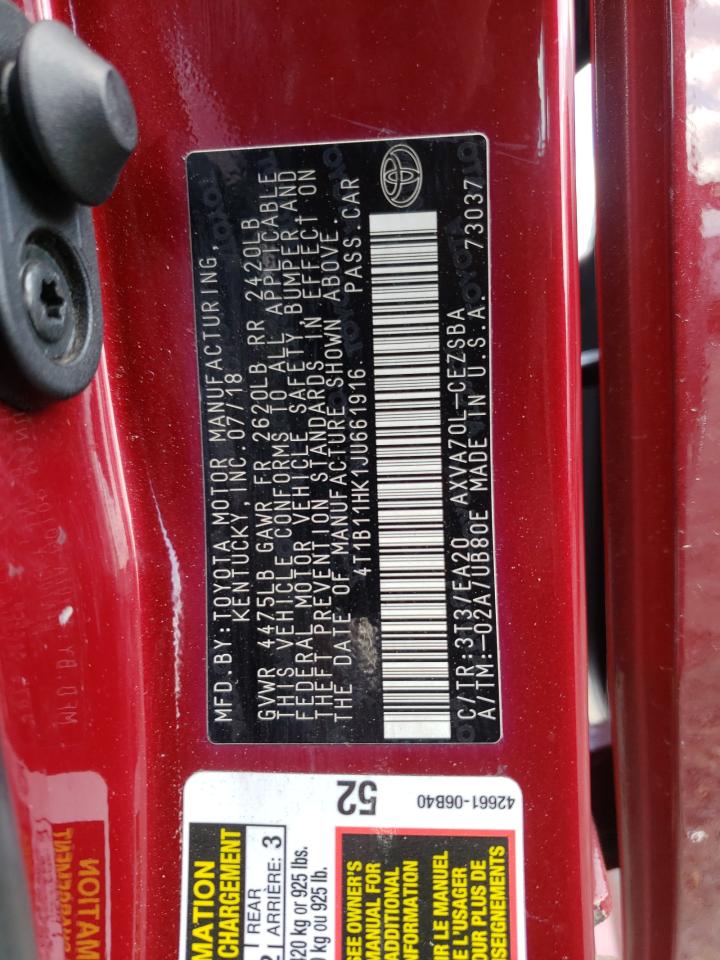 MFD. BY: TOYOTA MOTOR MANUFACTURING,
KENTUCKY, INC. 07/18
GVWR 4475LB GAWR FR 2620LB RR 2420LB
THIS VEHICLE CONFORMS TO ALL APPLICABLE
FEDERAL MOTOR VEHICLE SAFETY, BUMPER AND
THEFT PREVENTION STANDARDS IN EFFECT ON
THE DATE OF MANUFACTURE SHOWN ABOVE.
4T1B11HK1JU661916 PASS. CAR
C/TR: 3T3/EA20 AXVA70L-CEZSBA
A/TM: -02A/UB80E MADE IN U.S.A. 73037
52
42661-06B40
CHARGEMENT
REAR
ARRIÈRE: 3
420 kg or 925 lbs.
kg ou 925 lb.
SEE OWNER'S
MANUAL FOR
ADDITIONAL
INFORMATION
LE MANUEL
L'USAGER
POUR PLUS DE
RENSEIGNEMENTS